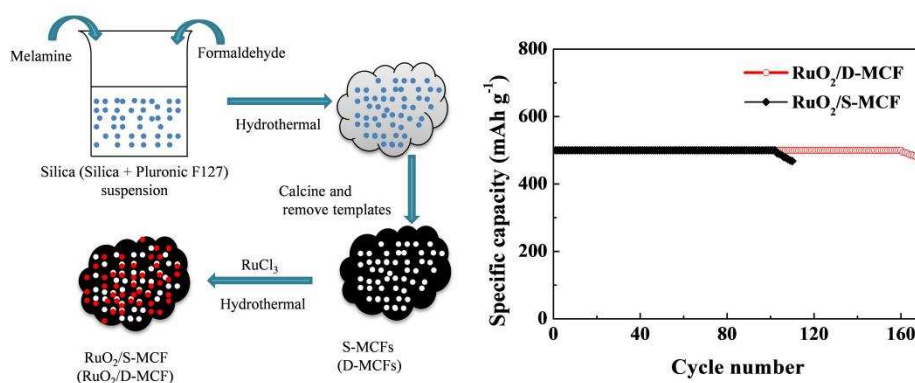 Melamine
Formaldehyde
Hydrothermal
Silica (Silica + Pluronic F127)
suspension
Calcine and
remove templates
RuCl₃
Hydrothermal
RuO₂/S-MCF
(RuO₂/D-MCF)
S-MCFs
(D-MCFs)
Specific capacity (mAh g⁻¹)
800
600
400
200
0
RuO₂/D-MCF
RuO₂/S-MCF
0 40 80 120 160
Cycle number